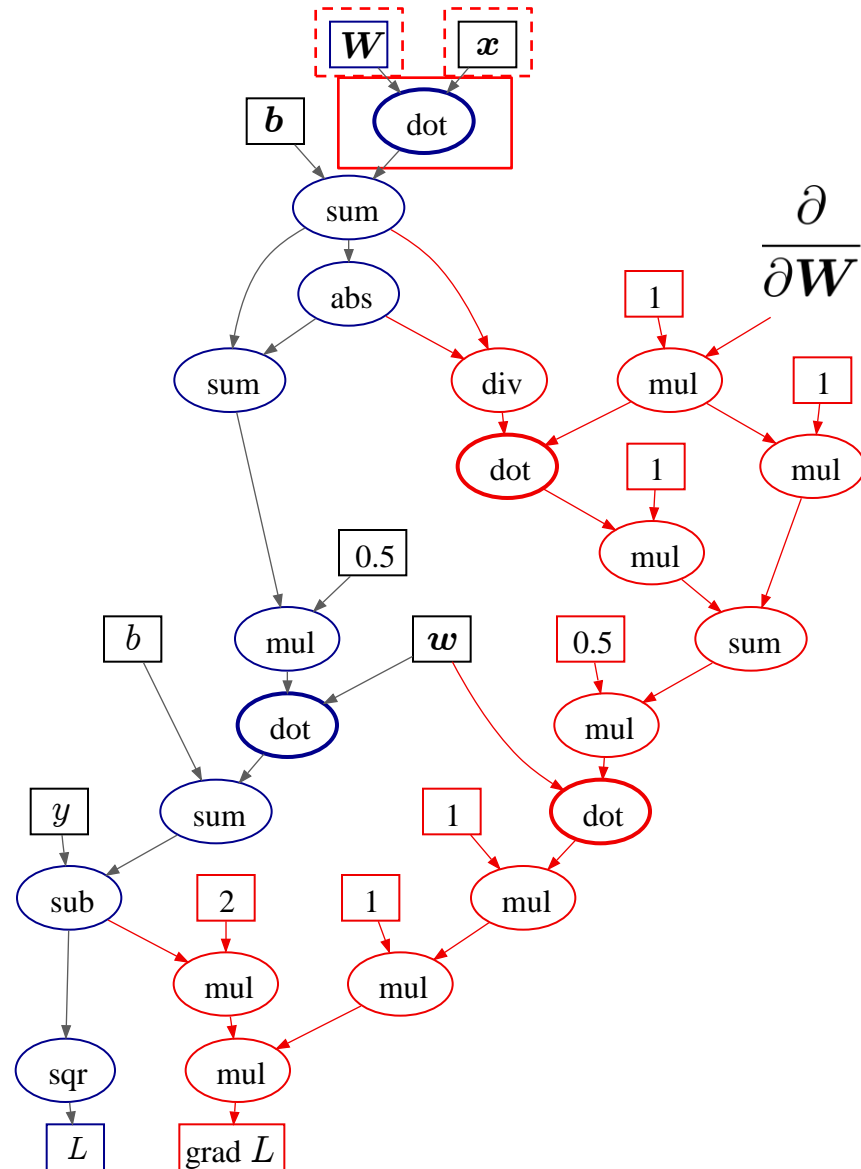 W x
dot
b
sum
∂
∂W
abs
1
sum div mul 1
dot 1 mul
mul
0.5
mul b w 0.5 sum
dot mul
sum dot
y 1
sub 2 1 mul
mul mul
sqr mul
L grad L